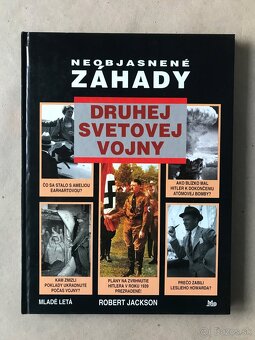 NEOBJASNENÉ
ZÁHADY
DRUHEJ
SVETOVEJ
VOJNY
ČO SA STALO S AMELIOU
EARHARTOVOU?
AKO BLÍZKO MAL
HITLER K DOKONČENIU
ATÓMOVEJ BOMBY?
KAM ZMIZLI
POKLADY UKRADNUTÉ
POČAS VOJNY?
PLÁNY NA ZVRHNUTIE
HITLERA V ROKU 1939
PREZRADENÉ!
PREČO ZABILI
LESLIEHO HOWARDA?
MLADÉ LETÁ
ROBERT JACKSON